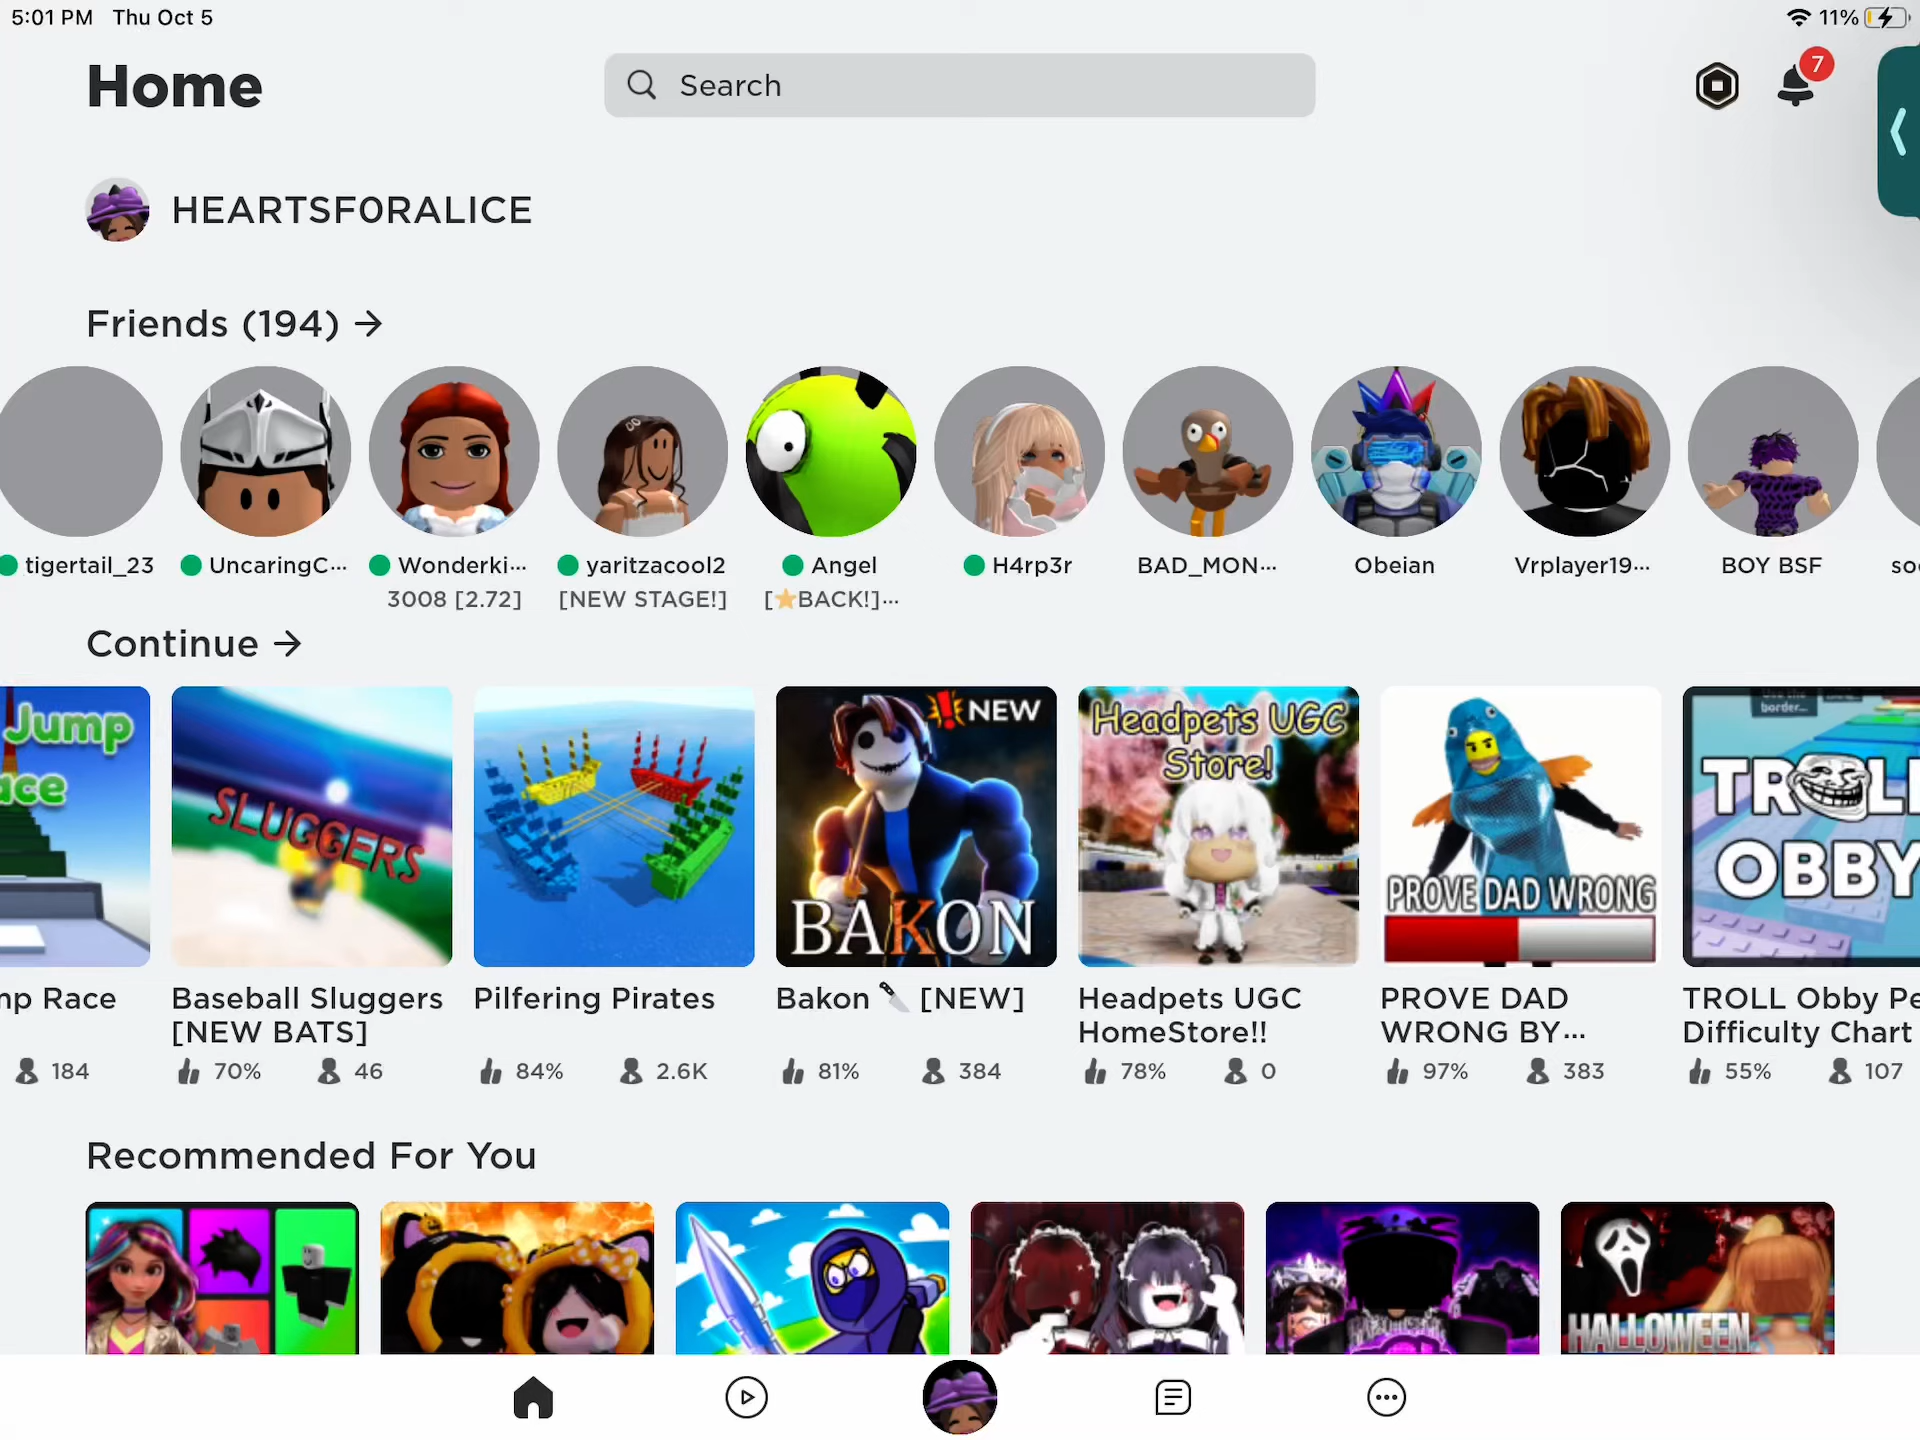 5:01 PM Thu Oct 5
11%
Home
Search
7
HEARTSF0RALICE
Friends (194) →
tigertail_23
UncaringC...
Wonderki...
3008 [2.72]
yaritzacool2
[NEW STAGE!]
Angel
[⭐BACK!]...
H4rp3r
BAD_MON...
Obeian
Vrplayer19...
BOY BSF
Continue →
Jump
SLUGGERS
NEW
BAKON
Headpets UGC
Store!
PROVE DAD WRONG
border...
OBBY
Race
184
Baseball Sluggers
[NEW BATS]
70% 46
Pilfering Pirates
84% 2.6K
Bakon 🔪 [NEW]
81% 384
Headpets UGC
HomeStore!!
78% 0
PROVE DAD
WRONG BY...
97% 383
TROLL Obby
Difficulty Chart
55% 107
Recommended For You
HALLOWEEN